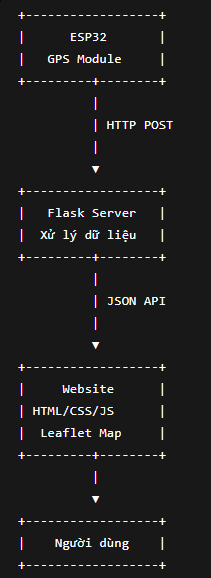 ESP32
GPS Module
HTTP POST
Flask Server
Xử lý dữ liệu
JSON API
Website
HTML/CSS/JS
Leaflet Map
Người dùng